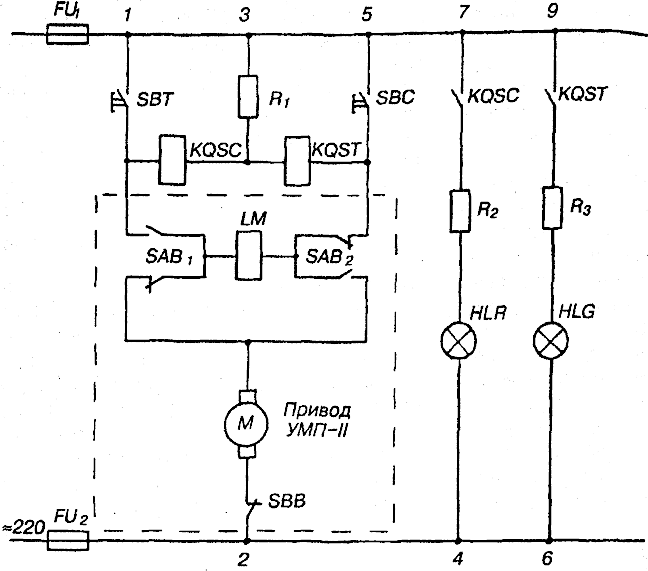 FU1 1 3 5 7 9
SBT R1 SBC KQSC KQST
KQSC KQST
LM R2 R3
SAB1 SAB2
HLR HLG
M Привод
УМП-II
SBB
≈220 FU2
2 4 6